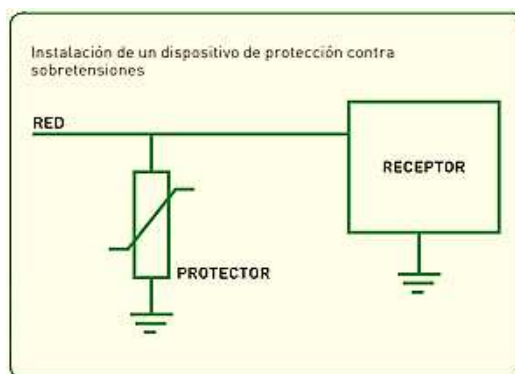 Instalación de un dispositivo de protección contra
sobretensiones
RED
RECEPTOR
PROTECTOR